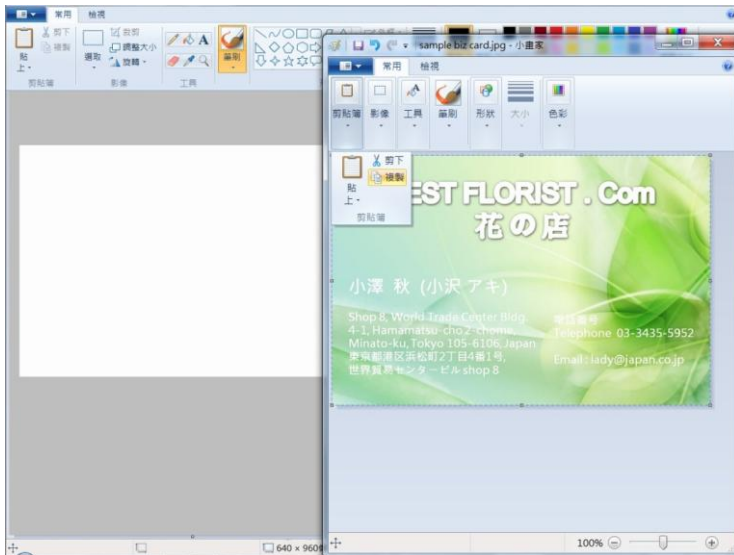 常用 檢視
剪下
複製
貼上
選取
裁剪
調整大小
旋轉
筆刷
剪貼簿 影像 工具
sample biz card.jpg - 小畫家
常用 檢視
剪貼簿 影像 工具 筆刷 形狀 大小 色彩
貼上
剪下
複製
剪貼簿
EST FLORIST . Com
花の店
小澤 秋 (小沢 アキ)
Shop 8, World Trade Center Bldg.
4-1, Hamamatsu-cho 2-chome,
Minato-ku, Tokyo 105-6106, Japan
東京都港区浜松町2丁目4番1号,
世界貿易センタービル shop 8
電話番号
Telephone 03-3435-5952
Email : lady@japan.co.jp
640 × 960
100%